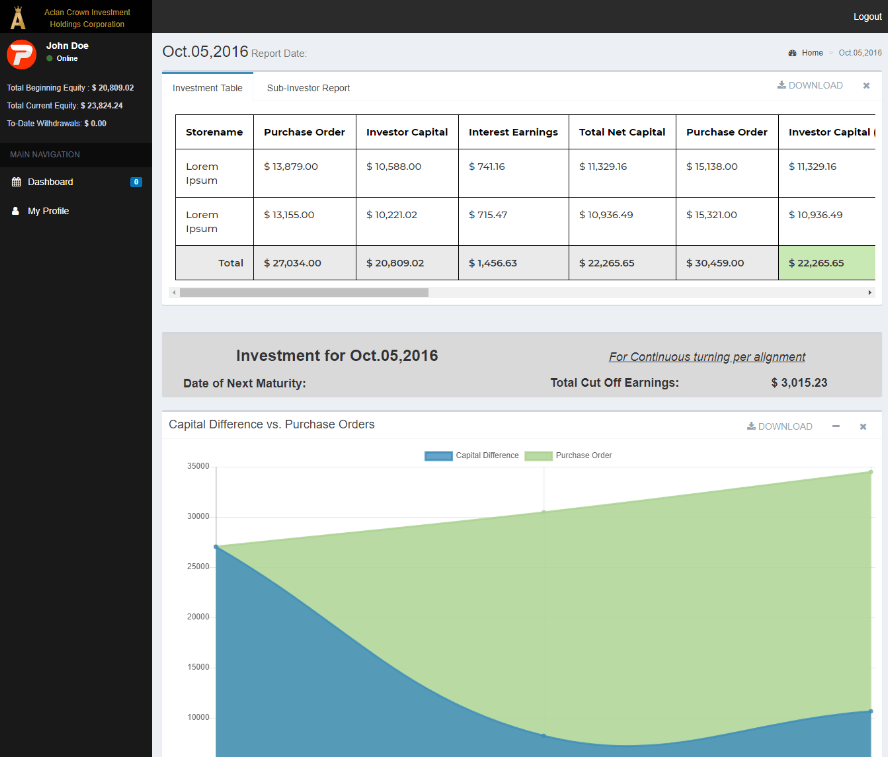 Aclan Crown Investment
Holdings Corporation
Logout
John Doe
Online
Total Beginning Equity : $ 20,809.02
Total Current Equity: $ 23,824.24
To-Date Withdrawals: $ 0.00
MAIN NAVIGATION
Dashboard 0
My Profile
Oct.05,2016 Report Date:
Home > Oct.05,2016
Investment Table Sub-Investor Report DOWNLOAD
Storename Purchase Order Investor Capital Interest Earnings Total Net Capital Purchase Order Investor Capital (
Lorem Ipsum $ 13,879.00 $ 10,588.00 $ 741.16 $ 11,329.16 $ 15,138.00 $ 11,329.16
Lorem Ipsum $ 13,155.00 $ 10,221.02 $ 715.47 $ 10,936.49 $ 15,321.00 $ 10,936.49
Total $ 27,034.00 $ 20,809.02 $ 1,456.63 $ 22,265.65 $ 30,459.00 $ 22,265.65
Investment for Oct.05,2016 For Continuous turning per alignment
Date of Next Maturity: Total Cut Off Earnings: $ 3,015.23
Capital Difference vs. Purchase Orders DOWNLOAD
Capital Difference Purchase Order
35000
30000
25000
20000
15000
10000